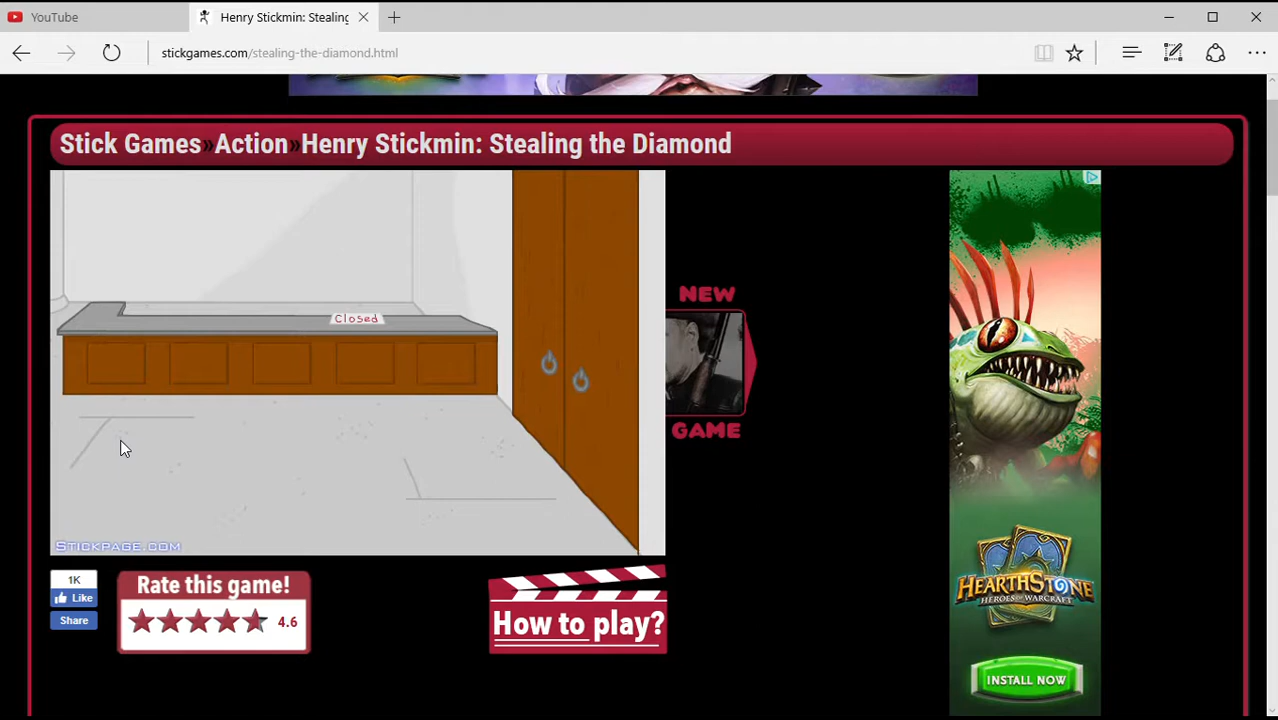 YouTube
Henry Stickmin: Stealing
stickgames.com/stealing-the-diamond.html
Stick Games»Action»Henry Stickmin: Stealing the Diamond
Closed
NEW
GAME
STICKPAGE.COM
1K
Like
Share
Rate this game!
4.6
How to play?
HEARTHSTONE
HEROES OF WARCRAFT
INSTALL NOW